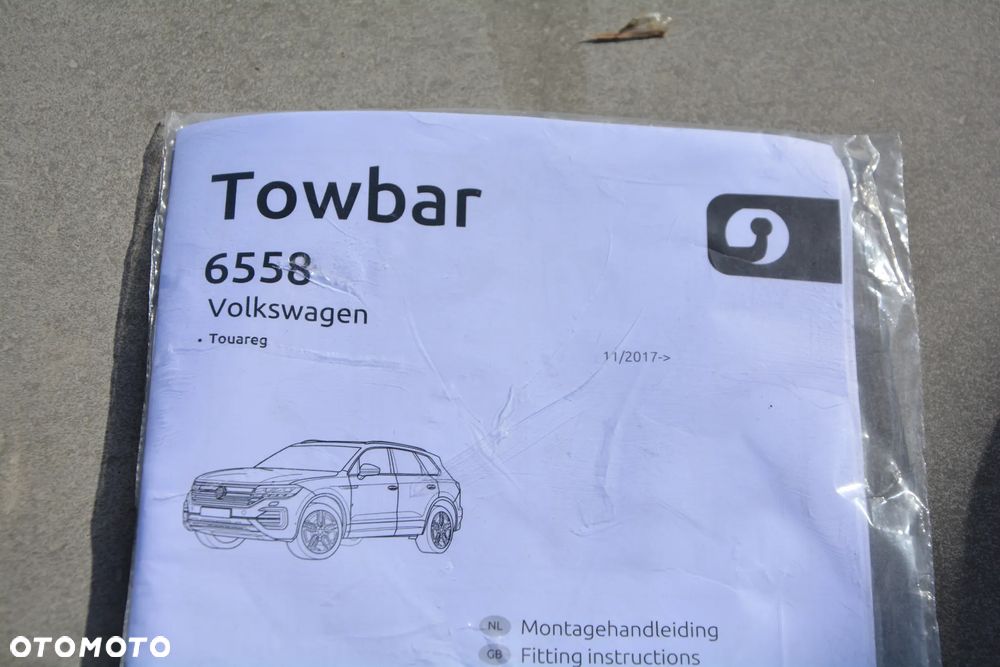 Towbar
6558
Volkswagen
• Touareg
11/2017->
NL Montagehandleiding
GB Fitting instructions
OTOMOTO